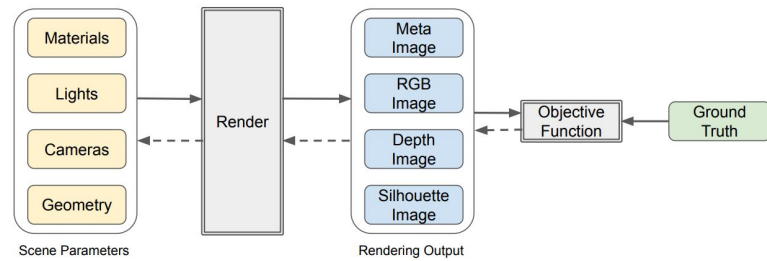 Materials
Lights
Cameras
Geometry
Scene Parameters
Render
Meta
Image
RGB
Image
Depth
Image
Silhouette
Image
Rendering Output
Objective
Function
Ground
Truth